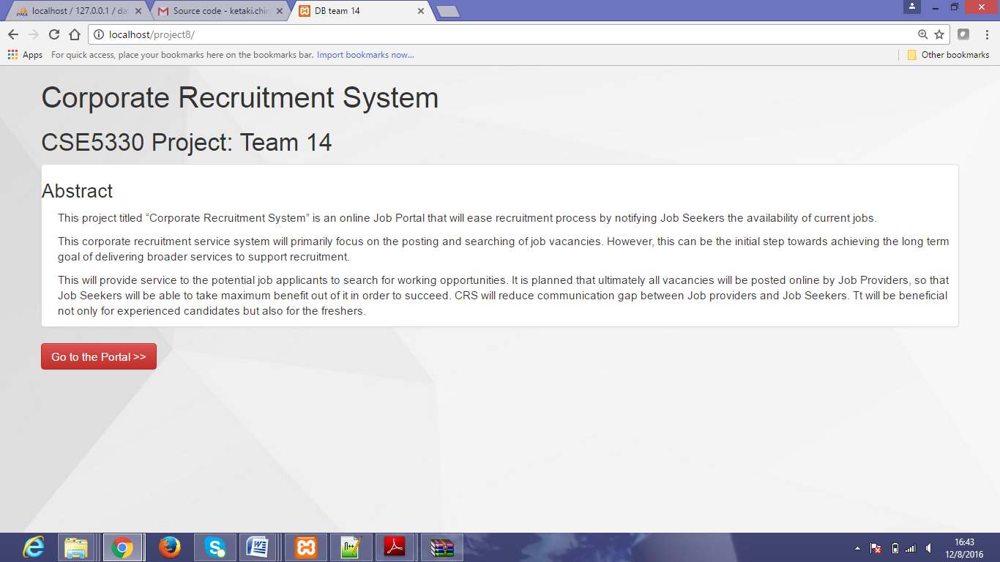 localhost / 127.0.0.1 / da
Source code - ketaki.chin
DB team 14
localhost/project8/
Apps
For quick access, place your bookmarks here on the bookmarks bar. Import bookmarks now...
Other bookmarks
Corporate Recruitment System
CSE5330 Project: Team 14
Abstract
This project titled “Corporate Recruitment System” is an online Job Portal that will ease recruitment process by notifying Job Seekers the availability of current jobs.
This corporate recruitment service system will primarily focus on the posting and searching of job vacancies. However, this can be the initial step towards achieving the long term
goal of delivering broader services to support recruitment.
This will provide service to the potential job applicants to search for working opportunities. It is planned that ultimately all vacancies will be posted online by Job Providers, so that
Job Seekers will be able to take maximum benefit out of it in order to succeed. CRS will reduce communication gap between Job providers and Job Seekers. Tt will be beneficial
not only for experienced candidates but also for the freshers.
Go to the Portal >>
16:43
12/8/2016